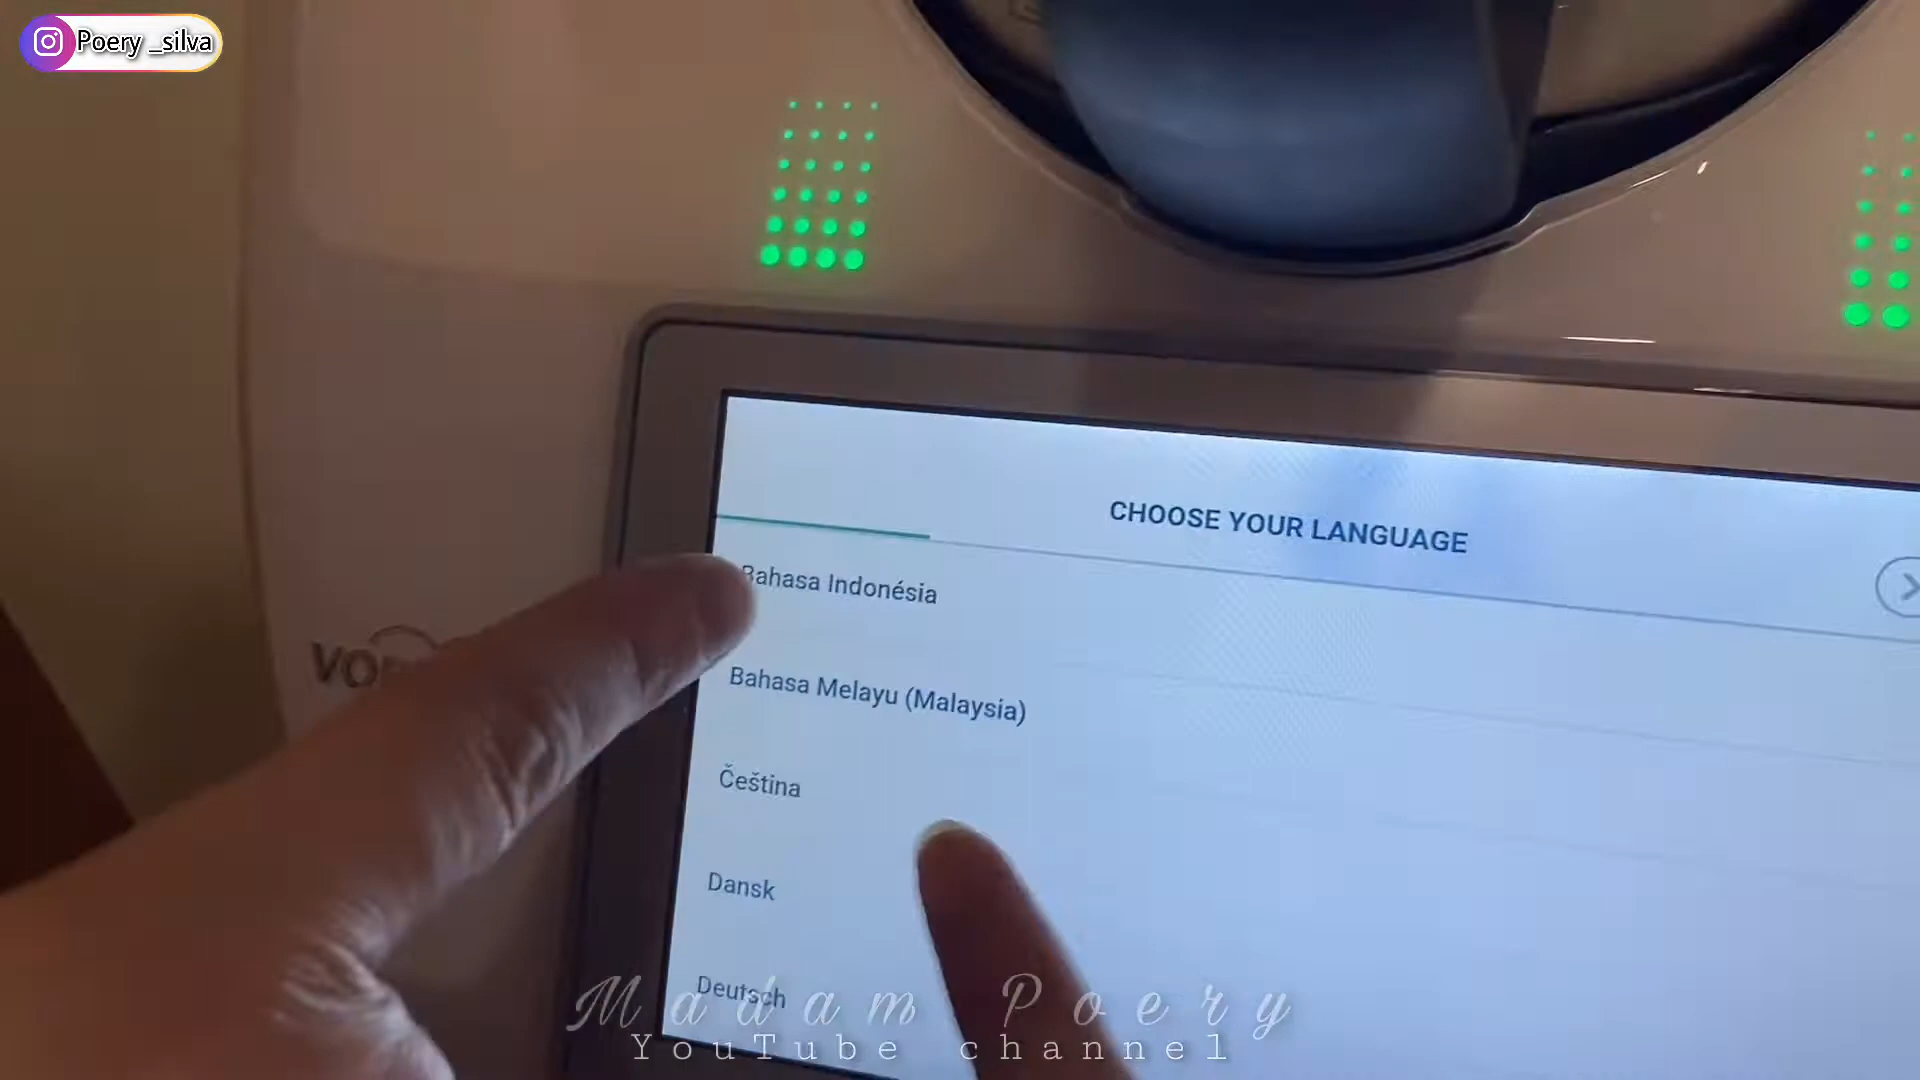 Poery _silva
CHOOSE YOUR LANGUAGE
Bahasa Indonésia
Bahasa Melayu (Malaysia)
Čeština
Dansk
Deutsch
Madam Poery
YouTube channel